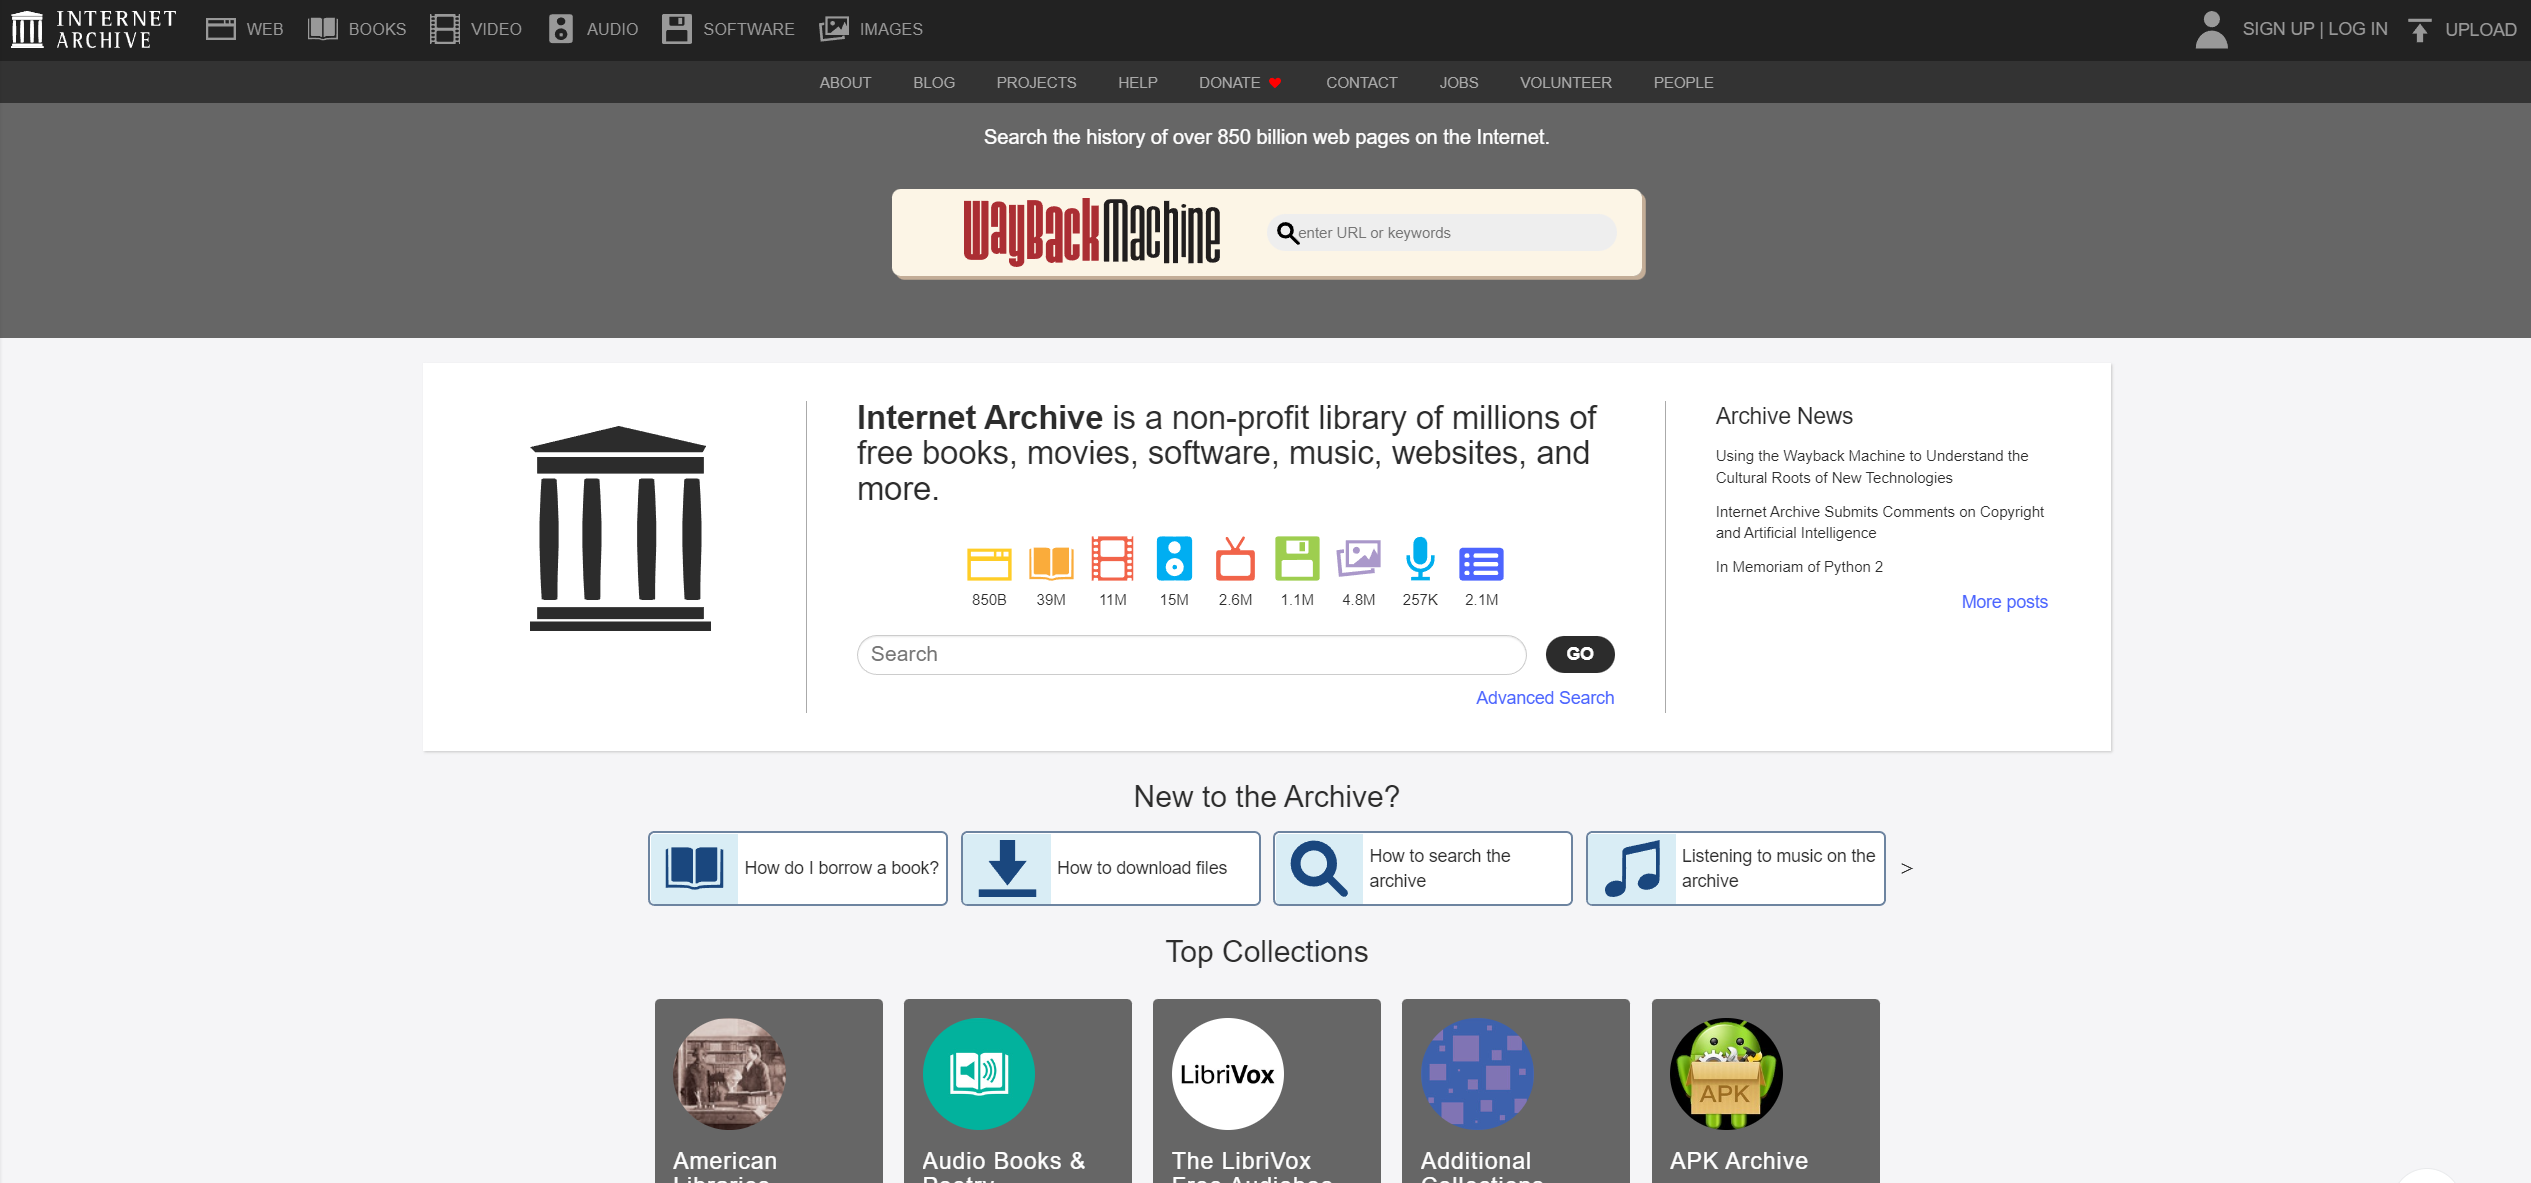 INTERNET
ARCHIVE
WEB
BOOKS
VIDEO
AUDIO
SOFTWARE
IMAGES
SIGN UP | LOG IN
UPLOAD
ABOUT
BLOG
PROJECTS
HELP
DONATE
CONTACT
JOBS
VOLUNTEER
PEOPLE
Search the history of over 850 billion web pages on the Internet.
WayBackMachine
enter URL or keywords
Internet Archive is a non-profit library of millions of
free books, movies, software, music, websites, and
more.
850B
39M
11M
15M
2.6M
1.1M
4.8M
257K
2.1M
Search
GO
Advanced Search
Archive News
Using the Wayback Machine to Understand the
Cultural Roots of New Technologies
Internet Archive Submits Comments on Copyright
and Artificial Intelligence
In Memoriam of Python 2
More posts
New to the Archive?
How do I borrow a book?
How to download files
How to search the
archive
Listening to music on the
archive
>
Top Collections
American
Libraries
Audio Books &
Poetry
LibriVox
The LibriVox
Free Audioboo
Additional
Collections
APK
APK Archive